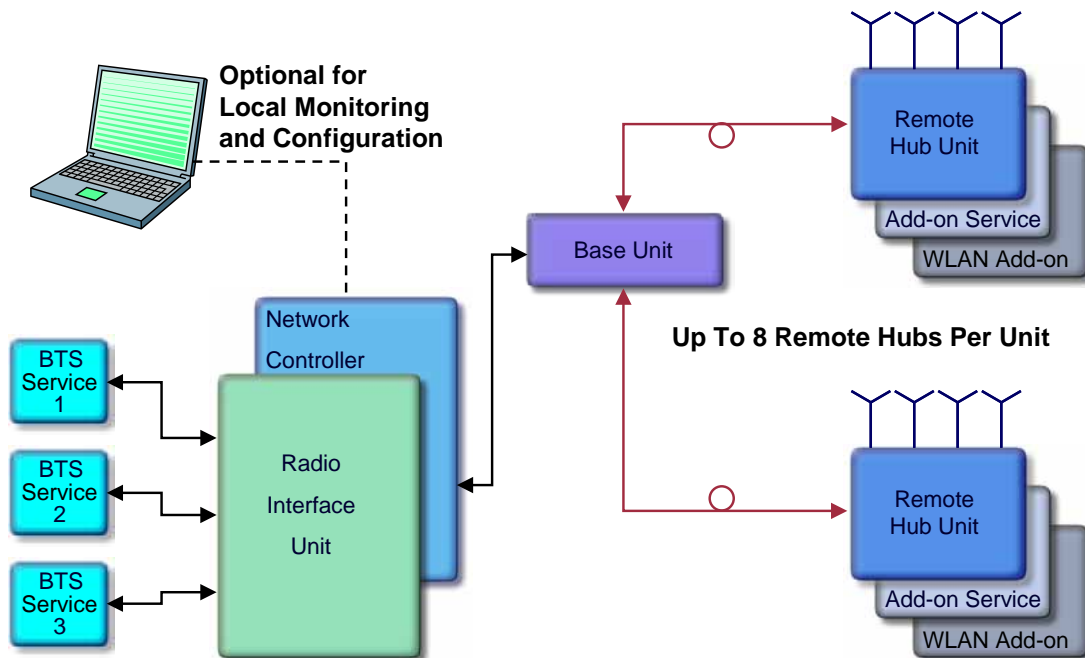 Optional for
Local Monitoring
and Configuration
Remote
Hub Unit
Add-on Service
WLAN Add-on
Base Unit
Network
Controller
Up To 8 Remote Hubs Per Unit
BTS
Service
1
BTS
Service
2
BTS
Service
3
Radio
Interface
Unit
Remote
Hub Unit
Add-on Service
WLAN Add-on